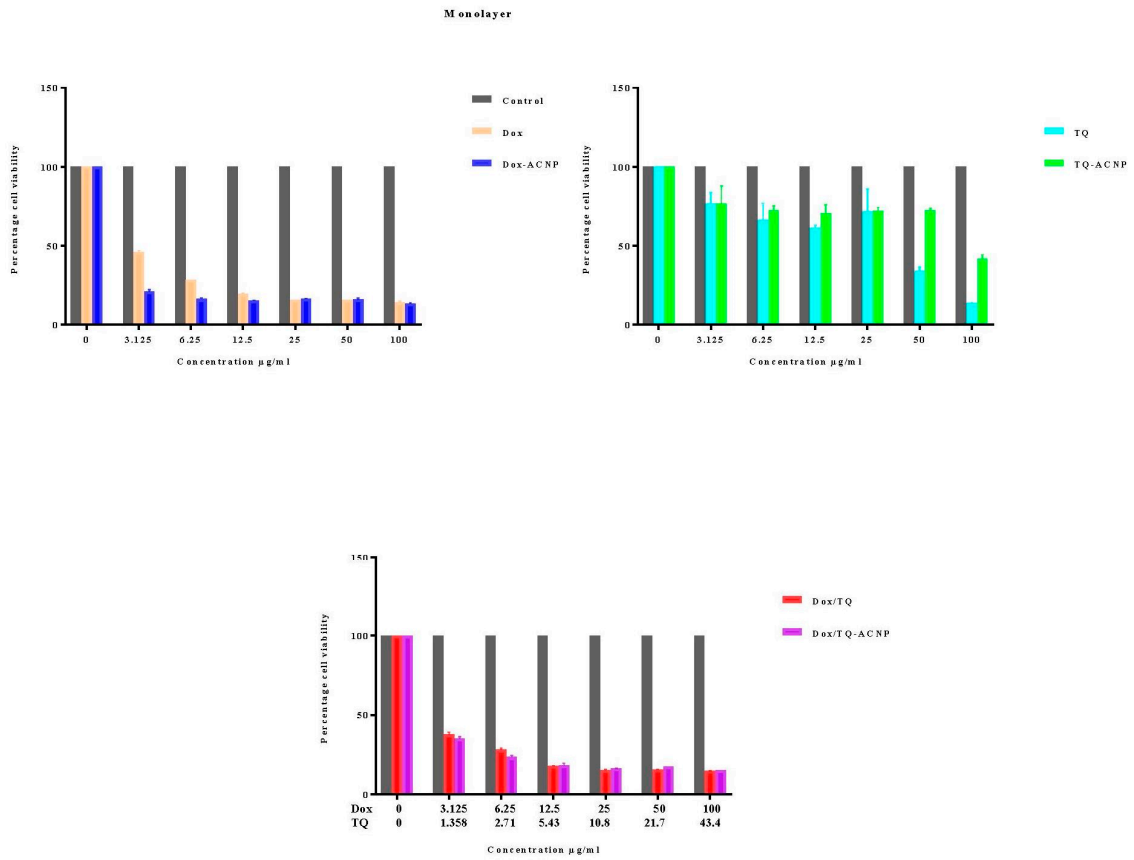 Monolayer
150
100
50
0
Percentage cell viability
0 3.125 6.25 12.5 25 50 100
Concentration µg/ml
Control
Dox
Dox-ACNP
150
100
50
0
Percentage cell viability
0 3.125 6.25 12.5 25 50 100
Concentration µg/ml
TQ
TQ-ACNP
150
100
50
0
Percentage cell viability
Dox 0 3.125 6.25 12.5 25 50 100
TQ 0 1.358 2.71 5.43 10.8 21.7 43.4
Concentration µg/ml
Dox/TQ
Dox/TQ-ACNP